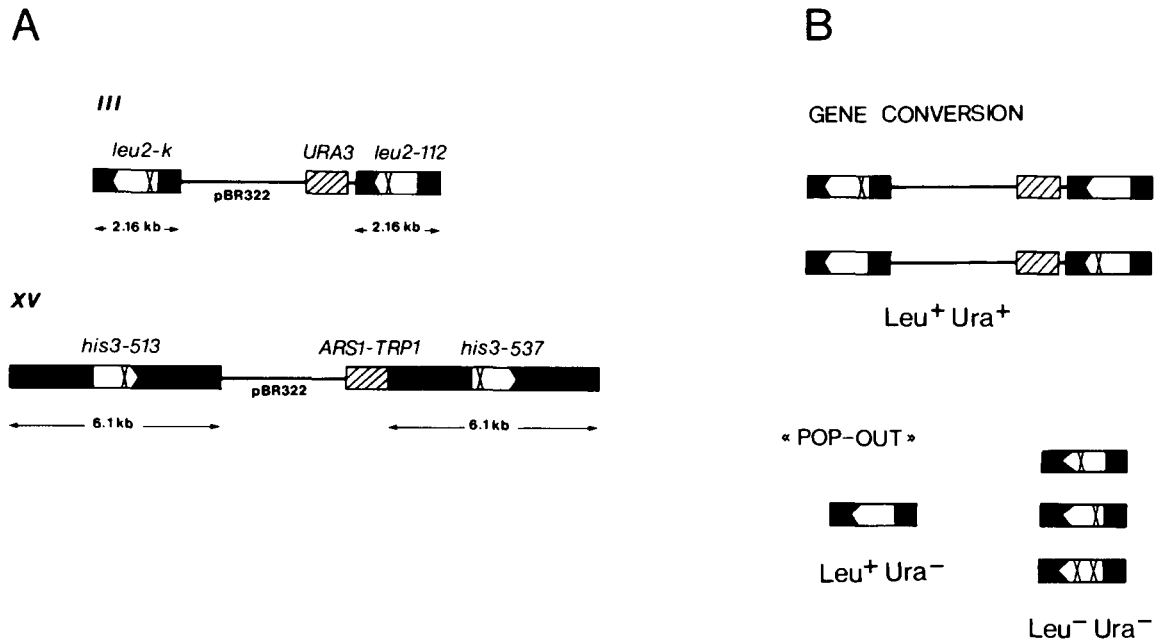 A
III
leu2-k URA3 leu2-112
pBR322
2.16 kb 2.16 kb
XV
his3-513 ARS1-TRP1 his3-537
pBR322
6.1 kb 6.1 kb
B
GENE CONVERSION
Leu+ Ura+
« POP-OUT »
Leu+ Ura−
Leu− Ura−